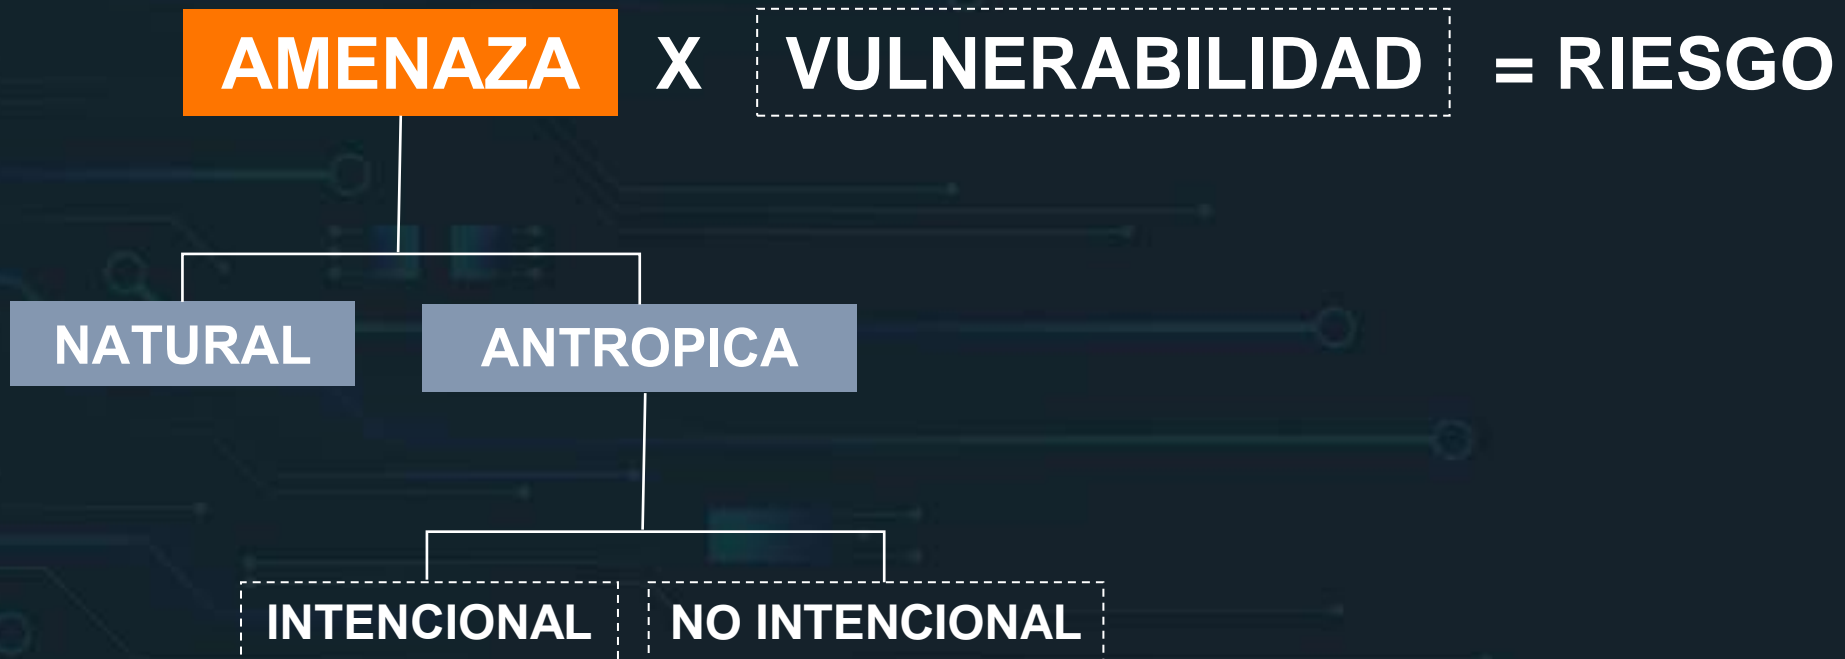 AMENAZA X VULNERABILIDAD = RIESGO
NATURAL ANTROPICA
INTENCIONAL NO INTENCIONAL